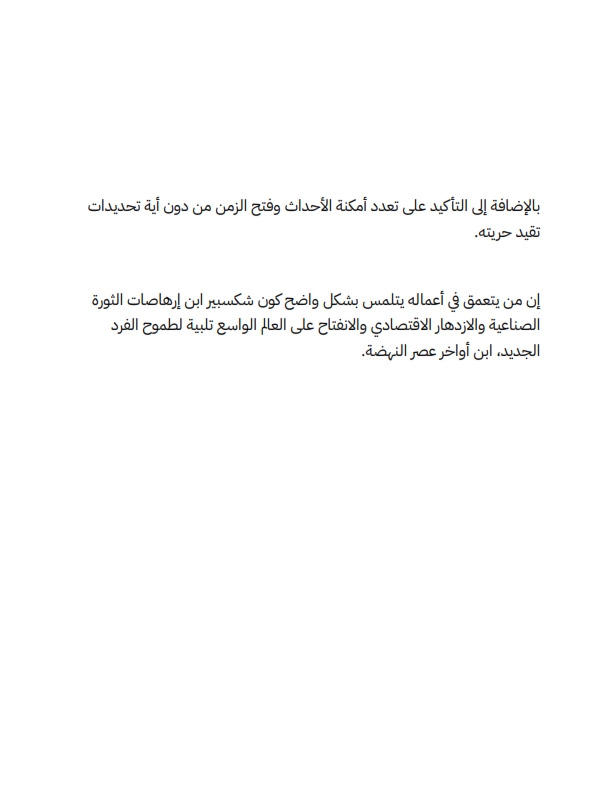 بالإضافة إلى التأكيد على تعدد أمكنة الأحداث وفتح الزمن من دون أية تحديدات
تقيد حريته.
إن من يتعمق في أعماله يتلمس بشكل واضح كون شكسبير ابن إرهاصات الثورة
الصناعية والازدهار الاقتصادي والانفتاح على العالم الواسع تلبية لطموح الفرد
الجديد، ابن أواخر عصر النهضة.